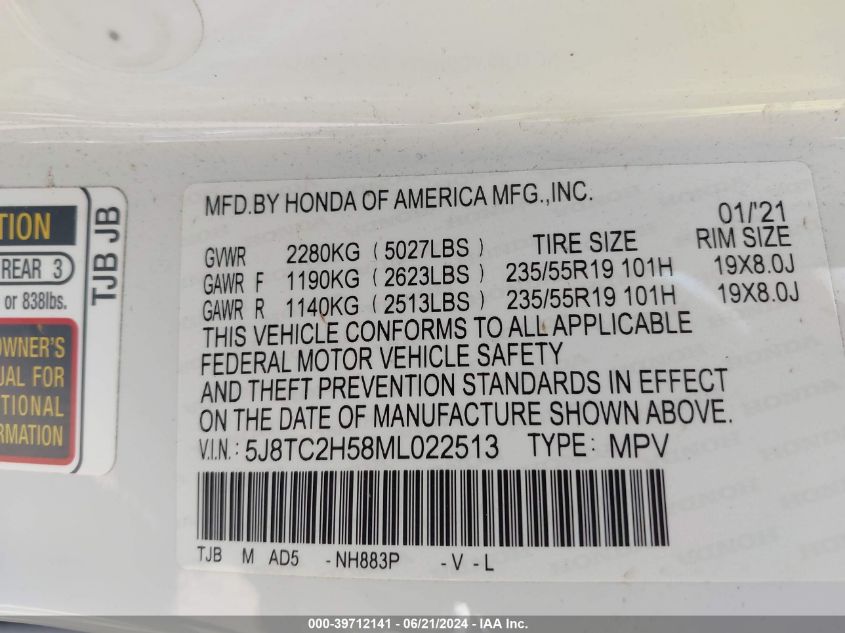 TION
REAR 3
or 838lbs.
OWNER'S
UAL FOR
TIONAL
RMATION
TJB JB
MFD.BY HONDA OF AMERICA MFG.,INC.
01/'21
GVWR 2280KG (5027LBS) TIRE SIZE RIM SIZE
GAWR F 1190KG (2623LBS) 235/55R19 101H 19X8.0J
GAWR R 1140KG (2513LBS) 235/55R19 101H 19X8.0J
THIS VEHICLE CONFORMS TO ALL APPLICABLE
FEDERAL MOTOR VEHICLE SAFETY
AND THEFT PREVENTION STANDARDS IN EFFECT
ON THE DATE OF MANUFACTURE SHOWN ABOVE.
V.I.N.: 5J8TC2H58ML022513 TYPE: MPV
TJB M AD5 -NH883P -V-L
000-39712141 - 06/21/2024 - IAA Inc.